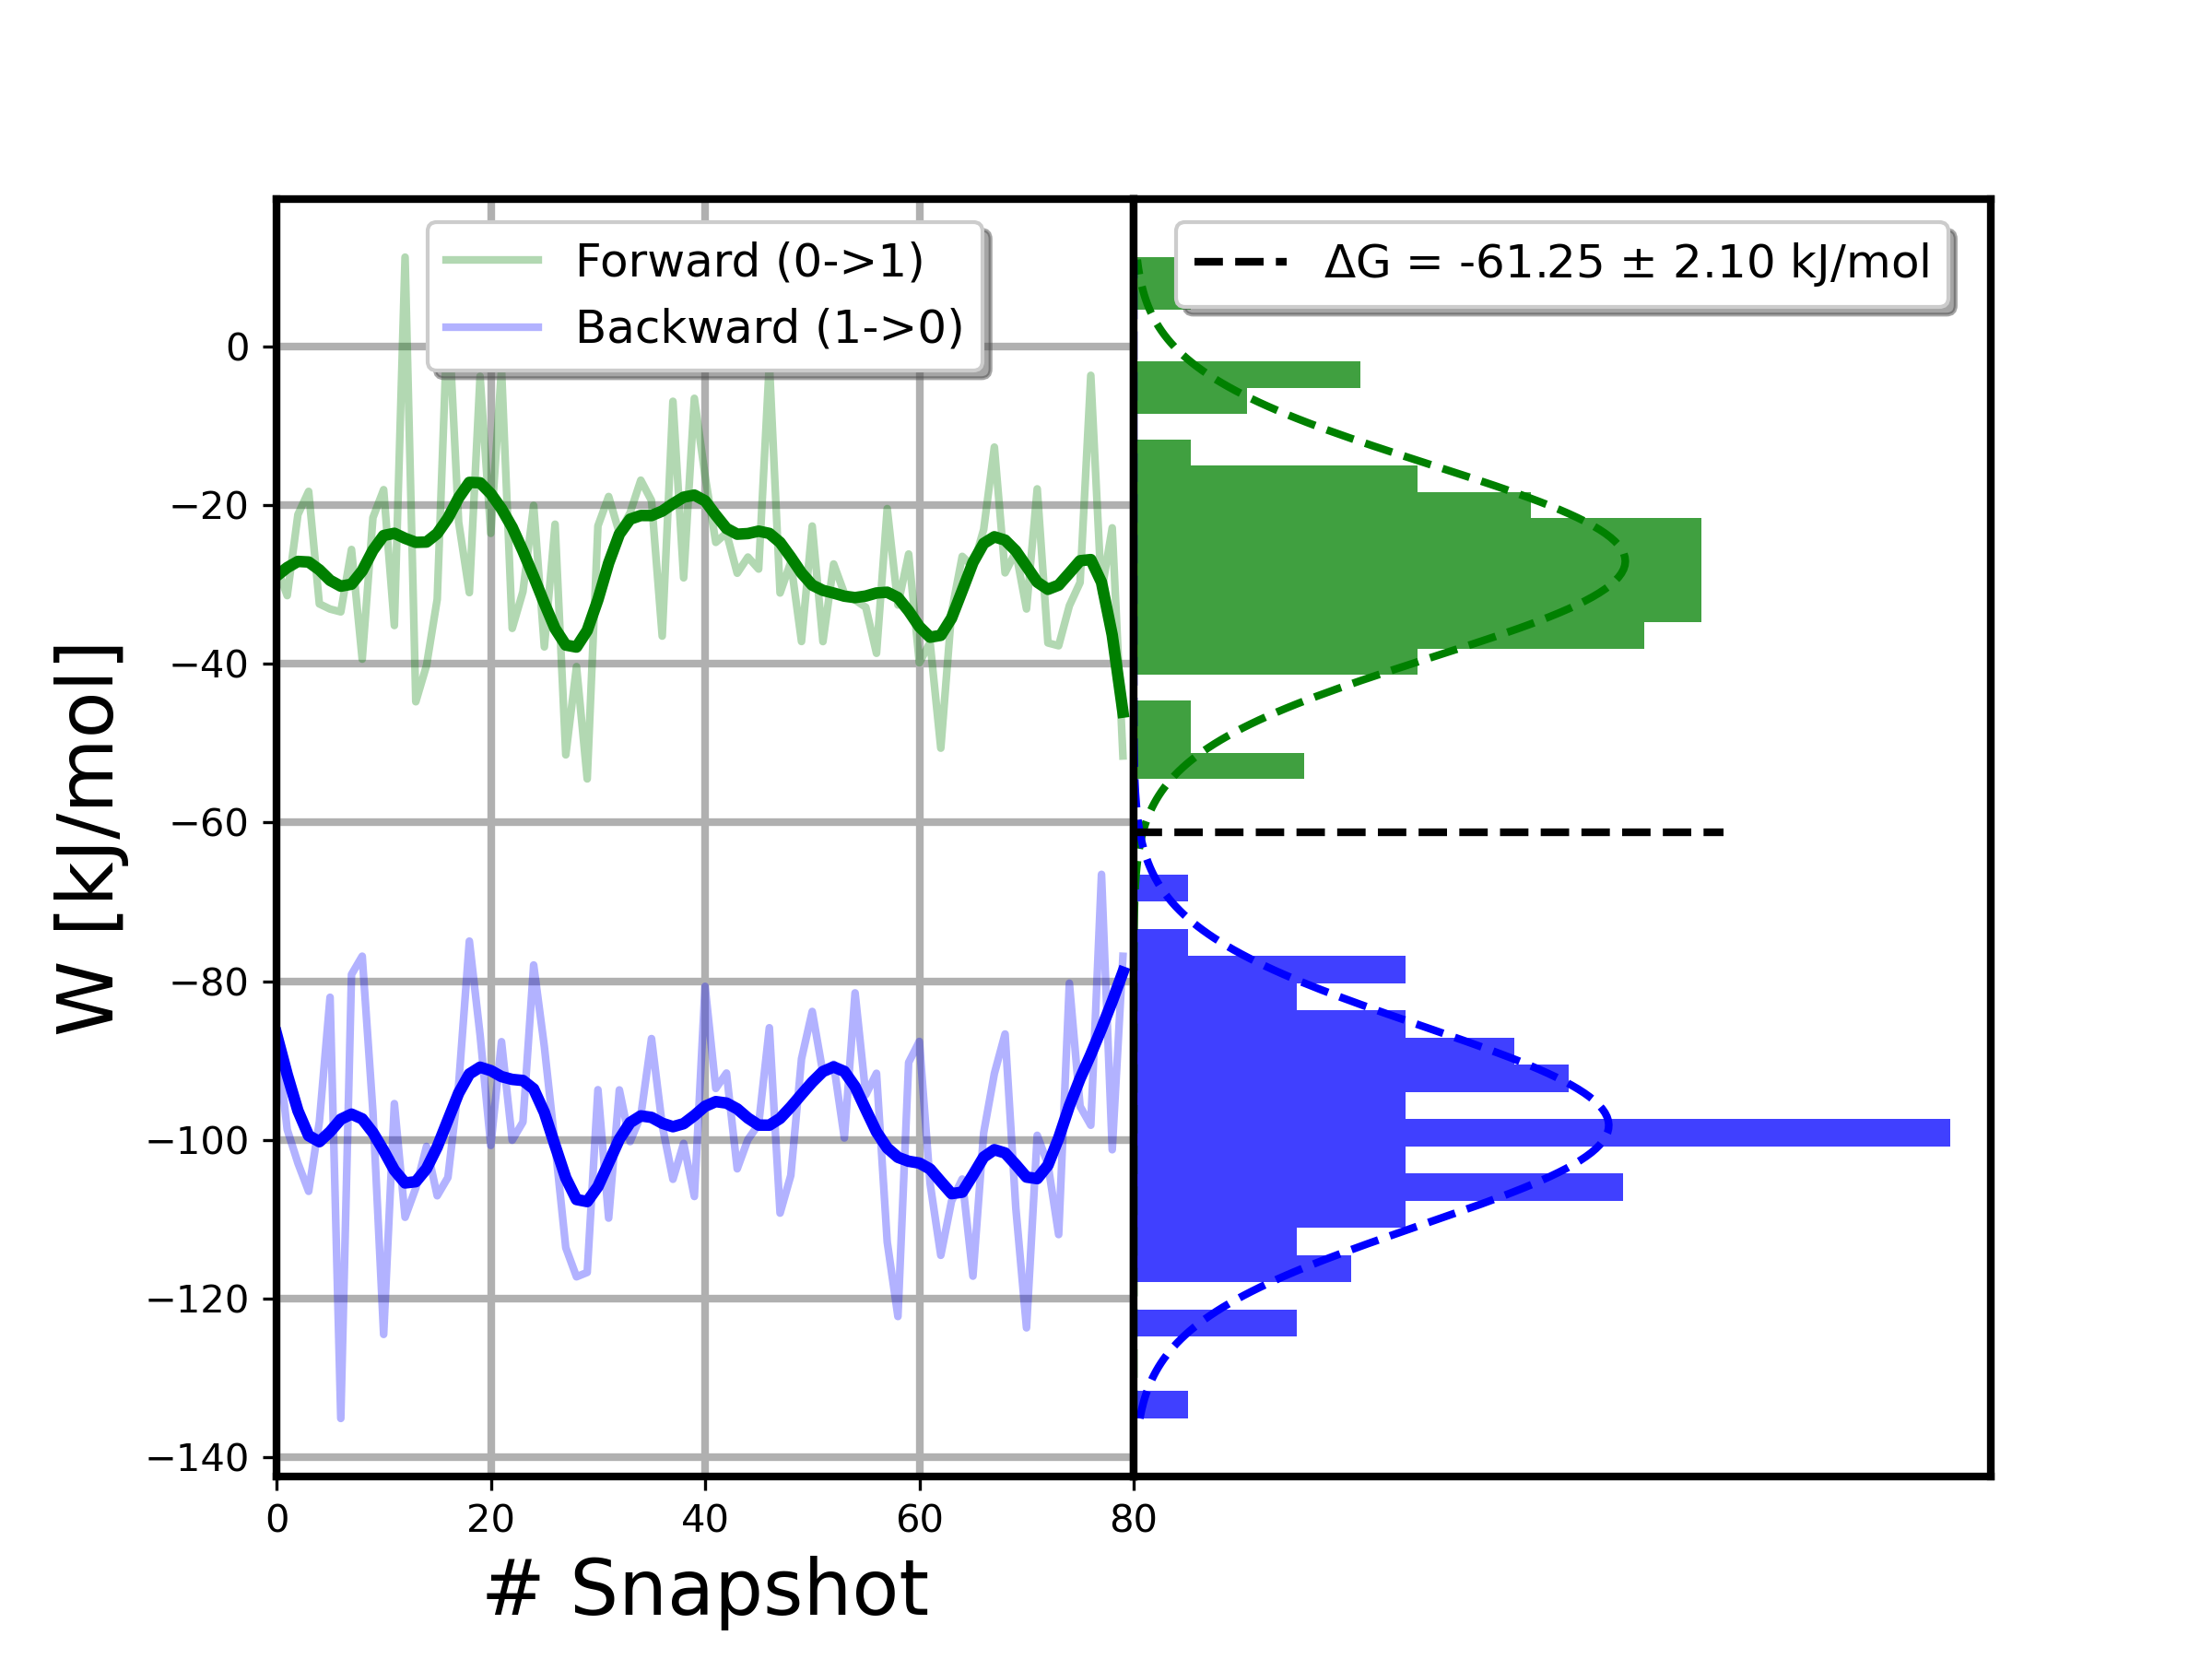 Forward (0->1)
Backward (1->0)
ΔG = -61.25 ± 2.10 kJ/mol
W [kJ/mol]
0
−20
−40
−60
−80
−100
−120
−140
0 20 40 60 80
# Snapshot